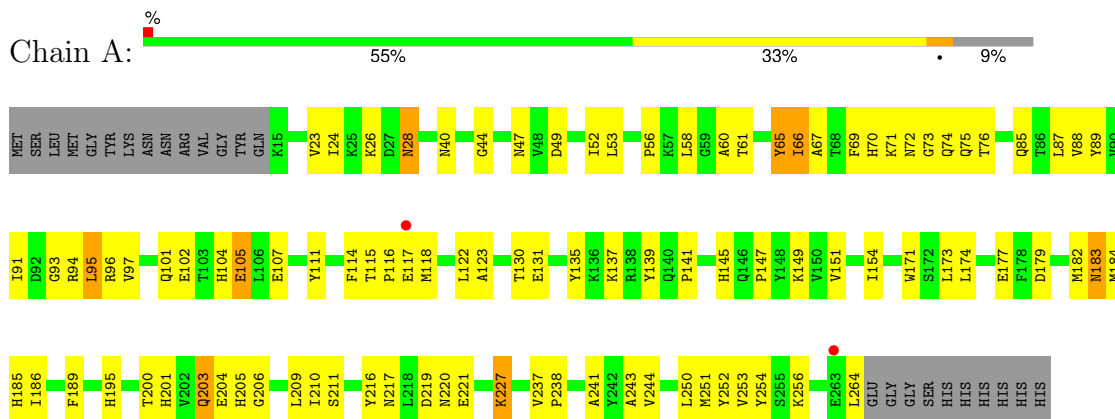 %
Chain A:
55% 33% • 9%
MET SER LEU MET GLY TYR LYS ASN ASN ARG VAL GLY TYR GLN K15 V23 I24 K25 K26 D27 N28 N40 G44 N47 V48 D49 I52 L53 P56 K57 L58 G59 A60 T61 Y65 I66 A67 T68 F69 H70 K71 N72 G73 Q74 Q75 T76 Q85 T86 L87 V88 Y89 V90
I91 D92 G93 R94 L95 R96 V97 Q101 E102 T103 H104 E105 L106 E107 Y111 F114 T115 P116 E117 M118 L122 A123 T130 E131 Y135 K136 K137 R138 Y139 Q140 P141 H145 Q146 P147 Y148 K149 V150 V151 I154 W171 S172 L173 L174 E177 F178 D179 M182 N183 M184
H185 I186 F189 H195 T200 H201 V202 Q203 E204 H205 G206 L209 I210 S211 Y216 N217 L218 D219 N220 E221 K227 V237 P238 A241 Y242 A243 V244 L250 M251 Y252 V253 Y254 S255 K256 E263 L264 GLU GLY GLY SER HIS HIS HIS HIS HIS HIS